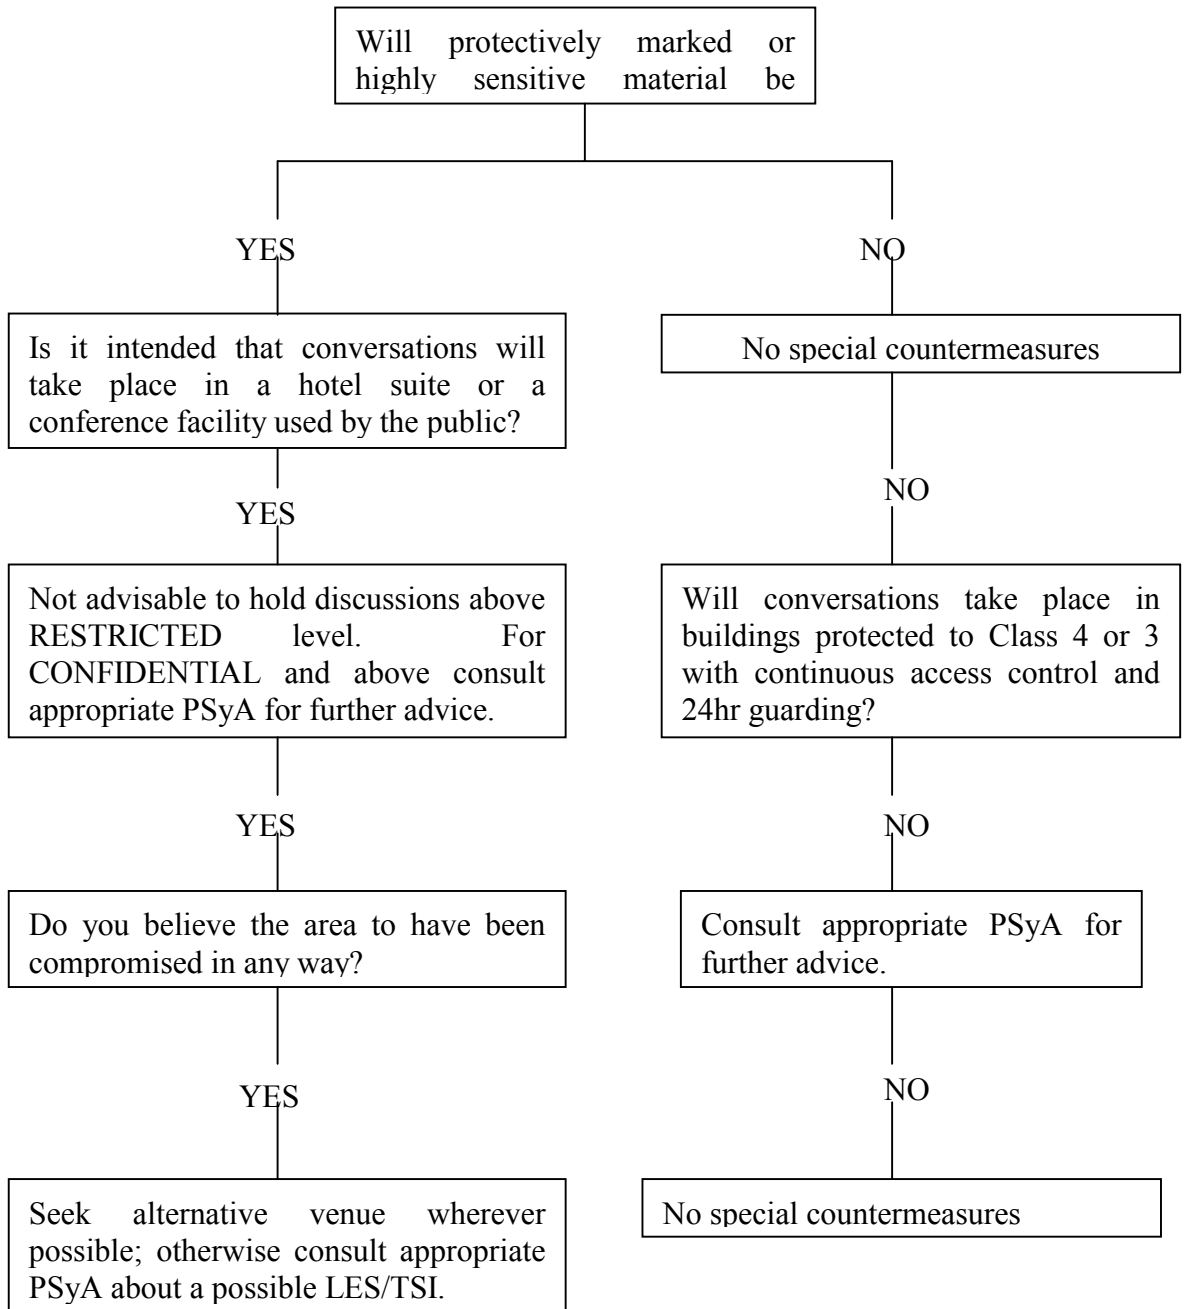 Will protectively marked or
highly sensitive material be
YES
NO
Is it intended that conversations will
take place in a hotel suite or a
conference facility used by the public?
No special countermeasures
YES
NO
Not advisable to hold discussions above
RESTRICTED level. For
CONFIDENTIAL and above consult
appropriate PSyA for further advice.
Will conversations take place in
buildings protected to Class 4 or 3
with continuous access control and
24hr guarding?
YES
NO
Do you believe the area to have been
compromised in any way?
Consult appropriate PSyA for
further advice.
YES
NO
Seek alternative venue wherever
possible; otherwise consult appropriate
PSyA about a possible LES/TSI.
No special countermeasures